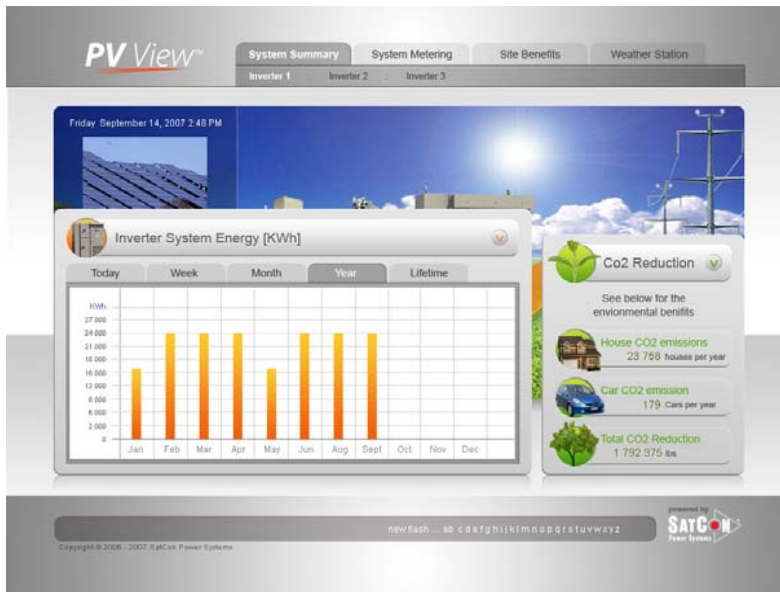 PV View™
System Summary System Metering Site Benefits Weather Station
Inverter 1 : Inverter 2 : Inverter 3
Friday September 14, 2007 2:48 PM
Inverter System Energy [KWh]
Today Week Month Year Lifetime
KWh
27 000
24 000
21 000
18 000
16 000
12 000
8 000
6 000
2 000
0
Jan Feb Mar Apr May Jun Aug Sept Oct Nov Dec
Co2 Reduction
See below for the
envionmental benifits
House CO2 emissions
23 758 houses per year
Car CO2 emission
179 Cars per year
Total CO2 Reduction
1 792 375 lbs
new flash.... ab c d e f g h i j k l m n o p q r s t u v w x y z
powered by
SATCON
Power Systems
Copyright © 2006 - 2007 SatCon Power Systems